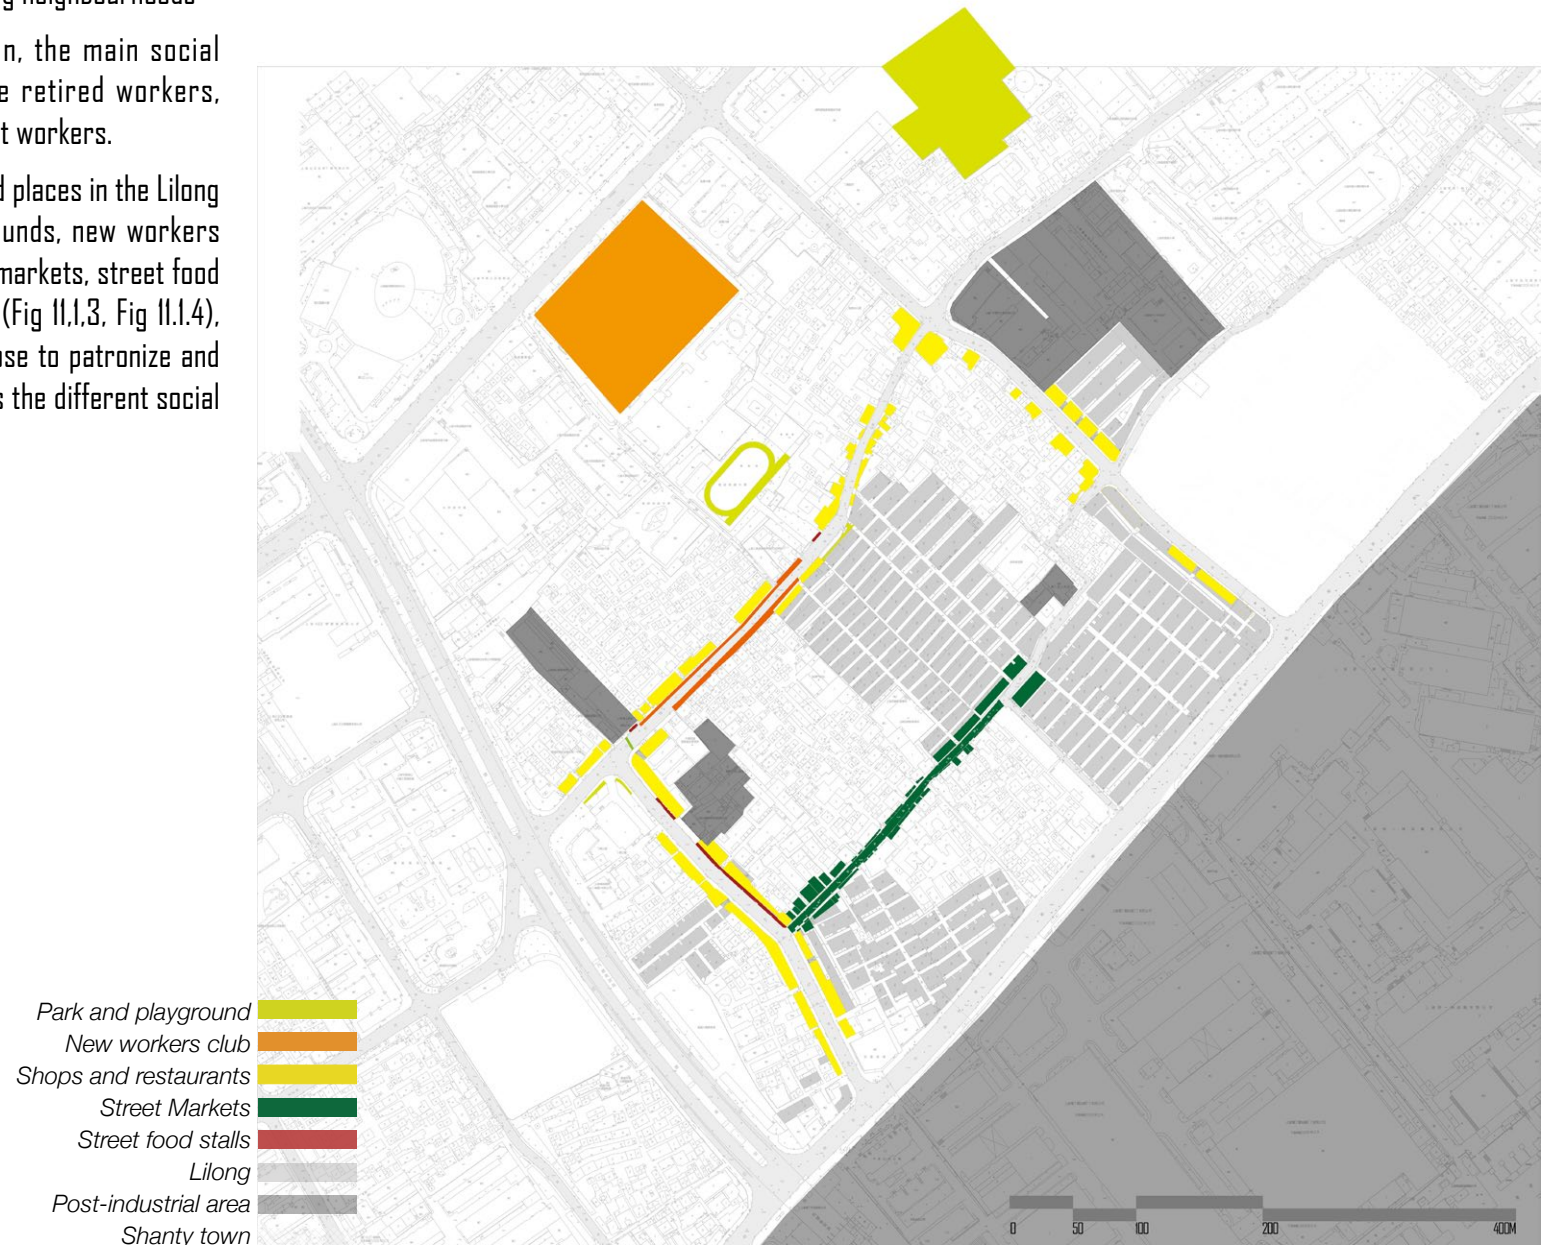 g neighbourhoods
n, the main social
e retired workers,
t workers.
d places in the Lilong
unds, new workers
markets, street food
(Fig 11,1,3, Fig 11.1.4),
ose to patronize and
s the different social
Park and playground
New workers club
Shops and restaurants
Street Markets
Street food stalls
Lilong
Post-industrial area
Shanty town
0 50 100 200 400M